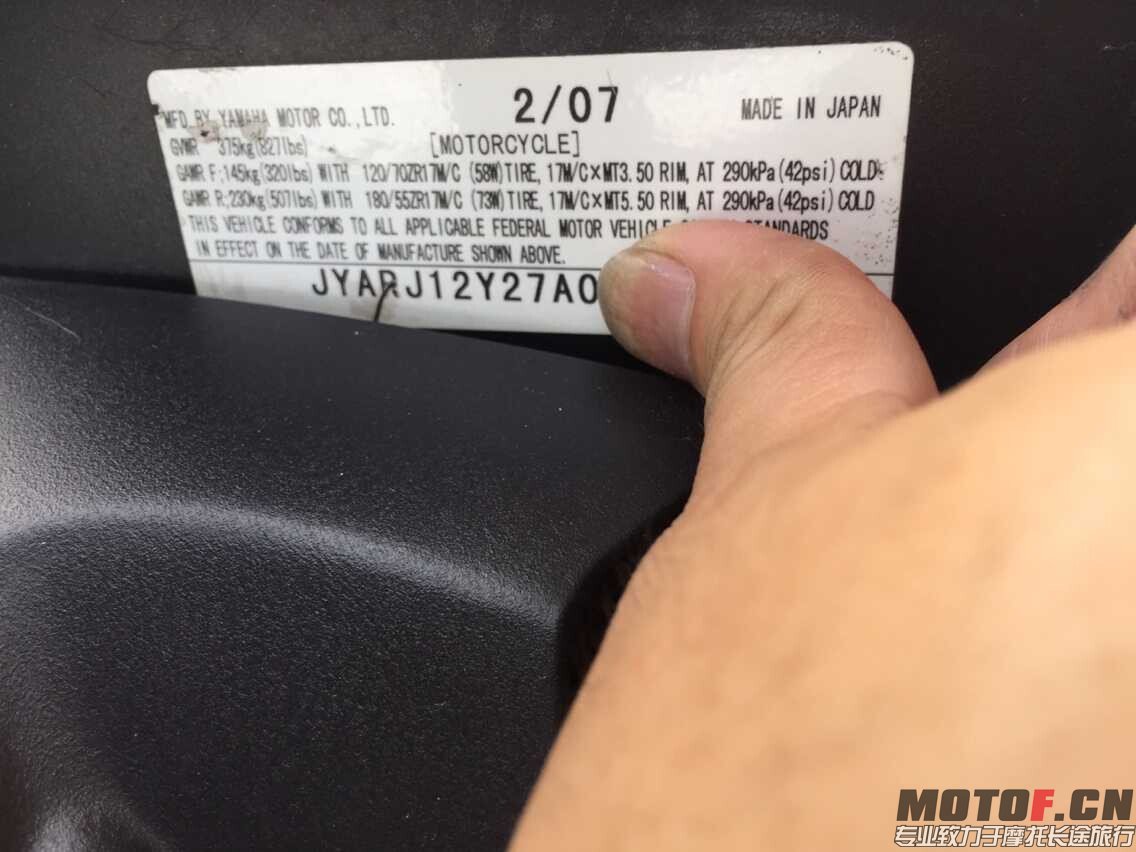 MFD. BY YAMAHA MOTOR CO.,LTD. 2/07 MADE IN JAPAN
GVWR 375kg(827lbs) [MOTORCYCLE]
GAWR F:145kg(320lbs) WITH 120/70ZR17M/C (58W)TIRE, 17M/C×MT3.50 RIM, AT 290kPa(42psi) COLD
GAWR R:230kg(507lbs) WITH 180/55ZR17M/C (73W)TIRE, 17M/C×MT5.50 RIM, AT 290kPa(42psi) COLD
THIS VEHICLE CONFORMS TO ALL APPLICABLE FEDERAL MOTOR VEHICLE STANDARDS
IN EFFECT ON THE DATE OF MANUFACTURE SHOWN ABOVE.
JYARJ12Y27A0
MOTOF.CN
专业致力于摩托长途旅行